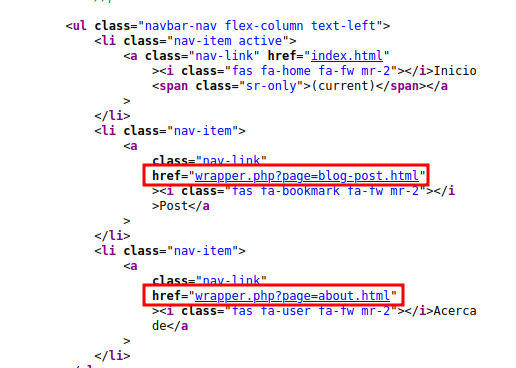 <ul class="navbar-nav flex-column text-left">
<li class="nav-item active">
<a class="nav-link" href="index.html"
><i class="fas fa-home fa-fw mr-2"></i>Inicio
<span class="sr-only">(current)</span></a
>
</li>
<li class="nav-item">
<a
class="nav-link"
href="wrapper.php?page=blog-post.html"
><i class="fas fa-bookmark fa-fw mr-2"></i
>Post</a
>
</li>
<li class="nav-item">
<a
class="nav-link"
href="wrapper.php?page=about.html"
><i class="fas fa-user fa-fw mr-2"></i>Acerca
de</a
>
</li>